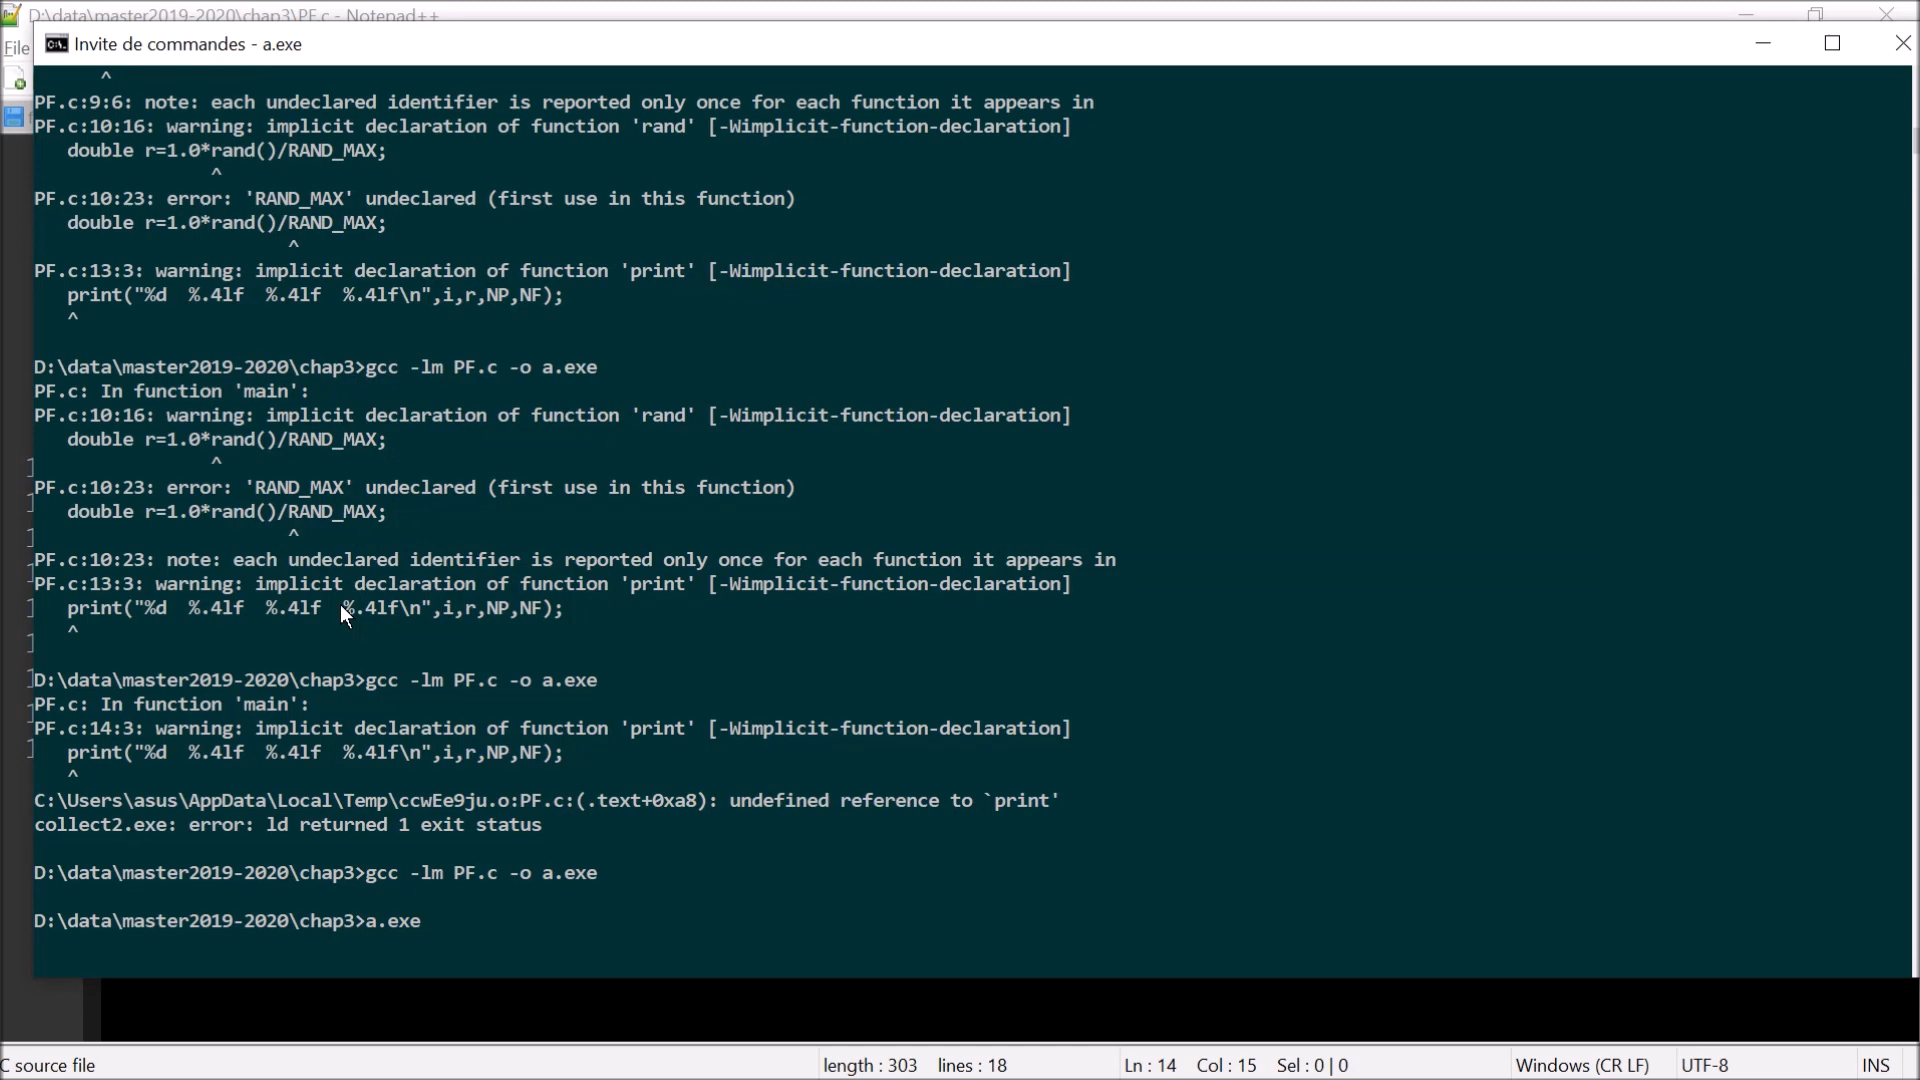 D:\data\master2019-2020\chap3\PF.c - Notepad++
Invite de commandes - a.exe
File
^
PF.c:9:6: note: each undeclared identifier is reported only once for each function it appears in
PF.c:10:16: warning: implicit declaration of function 'rand' [-Wimplicit-function-declaration]
double r=1.0*rand()/RAND_MAX;
^
PF.c:10:23: error: 'RAND_MAX' undeclared (first use in this function)
double r=1.0*rand()/RAND_MAX;
^
PF.c:13:3: warning: implicit declaration of function 'print' [-Wimplicit-function-declaration]
print("%d  %.4lf  %.4lf  %.4lf\n",i,r,NP,NF);
^
D:\data\master2019-2020\chap3>gcc -lm PF.c -o a.exe
PF.c: In function 'main':
PF.c:10:16: warning: implicit declaration of function 'rand' [-Wimplicit-function-declaration]
double r=1.0*rand()/RAND_MAX;
^
PF.c:10:23: error: 'RAND_MAX' undeclared (first use in this function)
double r=1.0*rand()/RAND_MAX;
^
PF.c:10:23: note: each undeclared identifier is reported only once for each function it appears in
PF.c:13:3: warning: implicit declaration of function 'print' [-Wimplicit-function-declaration]
print("%d  %.4lf  %.4lf  %.4lf\n",i,r,NP,NF);
^
D:\data\master2019-2020\chap3>gcc -lm PF.c -o a.exe
PF.c: In function 'main':
PF.c:14:3: warning: implicit declaration of function 'print' [-Wimplicit-function-declaration]
print("%d  %.4lf  %.4lf  %.4lf\n",i,r,NP,NF);
^
C:\Users\asus\AppData\Local\Temp\ccwEe9ju.o:PF.c:(.text+0xa8): undefined reference to `print'
collect2.exe: error: ld returned 1 exit status
D:\data\master2019-2020\chap3>gcc -lm PF.c -o a.exe
D:\data\master2019-2020\chap3>a.exe
C source file length : 303 lines : 18 Ln : 14 Col : 15 Sel : 0 | 0 Windows (CR LF) UTF-8 INS